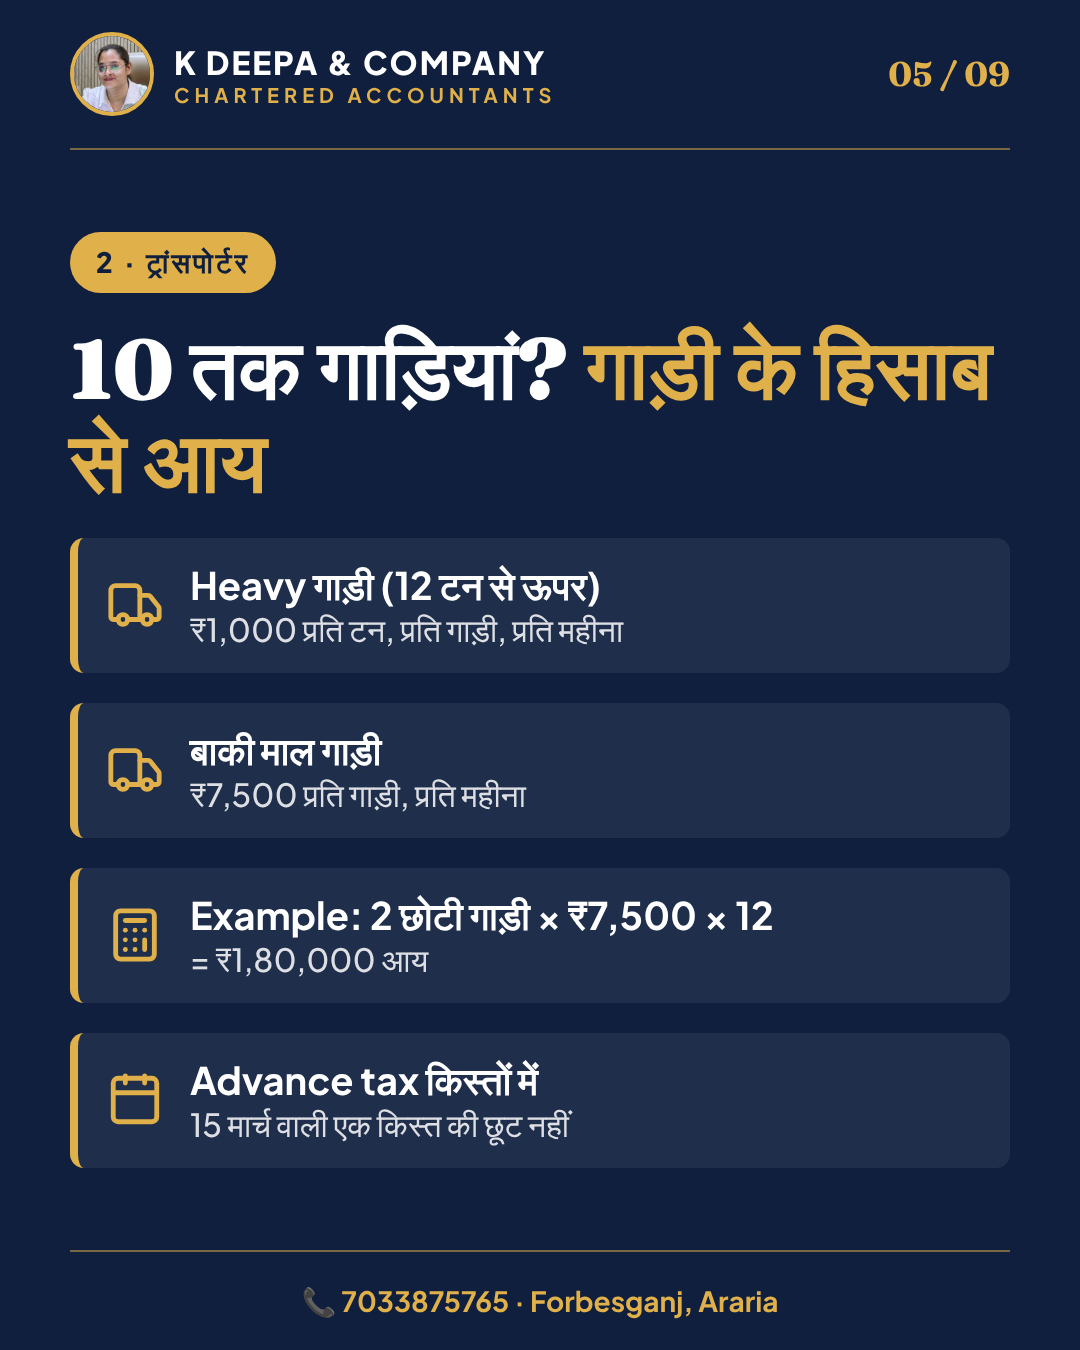 K DEEPA & COMPANY
CHARTERED ACCOUNTANTS
05 / 09
2 · ट्रांसपोर्टर
10 तक गाड़ियां? गाड़ी के हिसाब
से आय
Heavy गाड़ी (12 टन से ऊपर)
₹1,000 प्रति टन, प्रति गाड़ी, प्रति महीना
बाकी माल गाड़ी
₹7,500 प्रति गाड़ी, प्रति महीना
Example: 2 छोटी गाड़ी × ₹7,500 × 12
= ₹1,80,000 आय
Advance tax किस्तों में
15 मार्च वाली एक किस्त की छूट नहीं
📞 7033875765 · Forbesganj, Araria